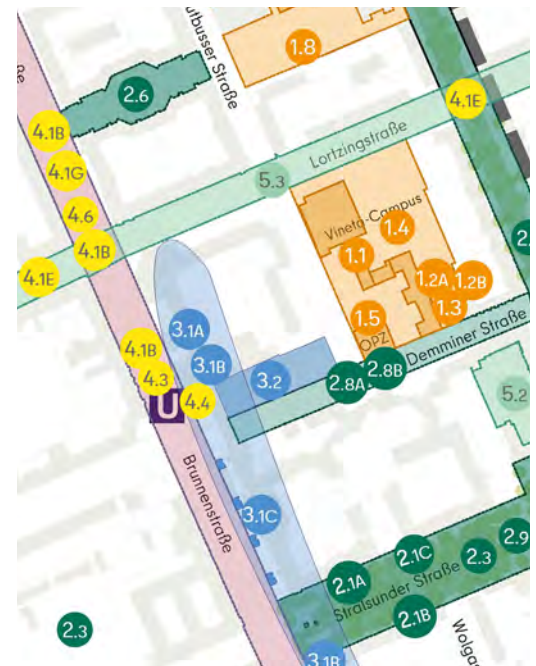 utbusser Straße
1.8
ße
2.6
4.1E
4.1B
Lortzingstraße
4.1G
5.3
Vineta-Campus
4.6
1.4
4.1B
1.1
2.
4.1E
1.2A
1.2B
1.3
3.1A
1.5
OPZ
Demminer Straße
4.1B
3.1B
2.8B
4.3
3.2
2.8A
5.2
U
4.4
Brunnenstraße
3.1C
2.9
2.1C
2.3
2.1A
Stralsunder Straße
2.1B
2.3
Wolga
3.1B